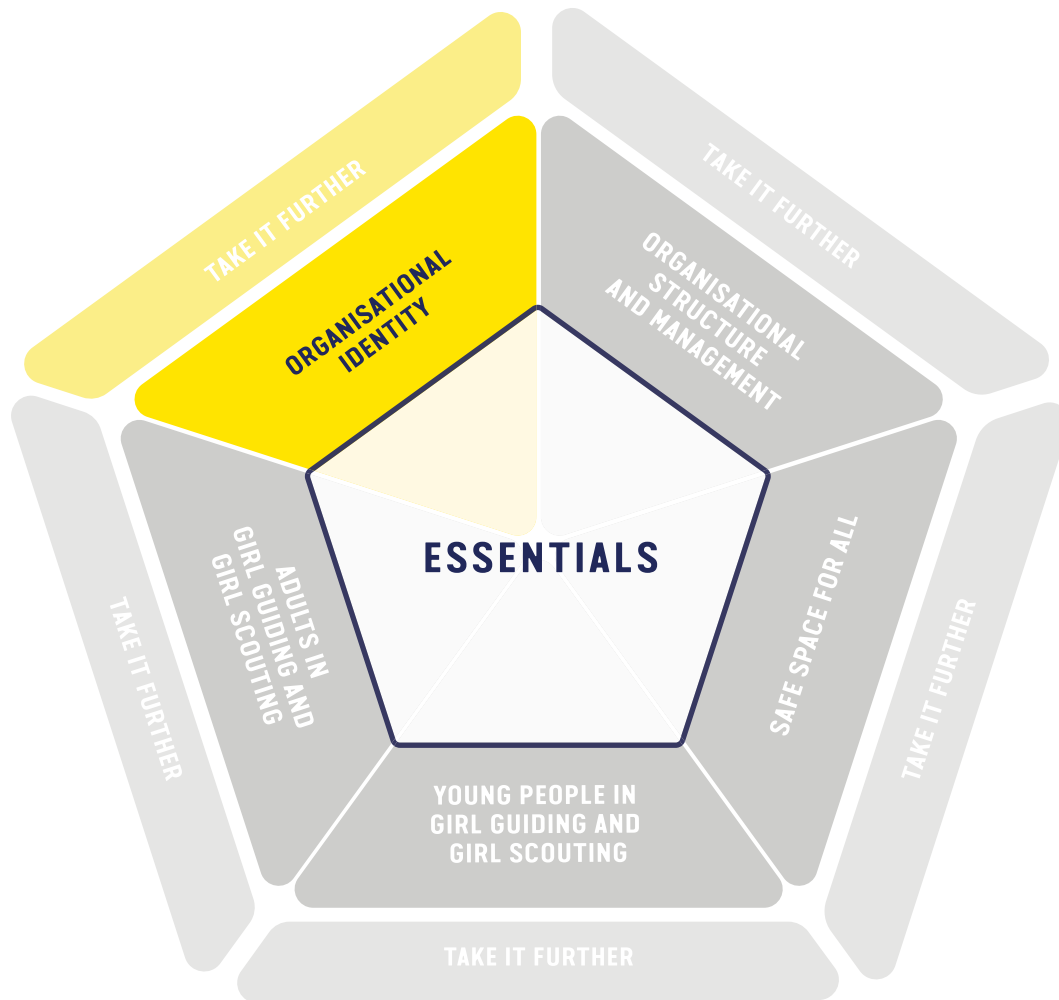 TAKE IT FURTHER
TAKE IT FURTHER
ORGANISATIONAL
IDENTITY
ORGANISATIONAL
STRUCTURE
AND MANAGEMENT
ESSENTIALS
ADULTS IN
GIRL GUIDING AND
GIRL SCOUTING
SAFE SPACE FOR ALL
TAKE IT FURTHER
TAKE IT FURTHER
YOUNG PEOPLE IN
GIRL GUIDING AND
GIRL SCOUTING
TAKE IT FURTHER